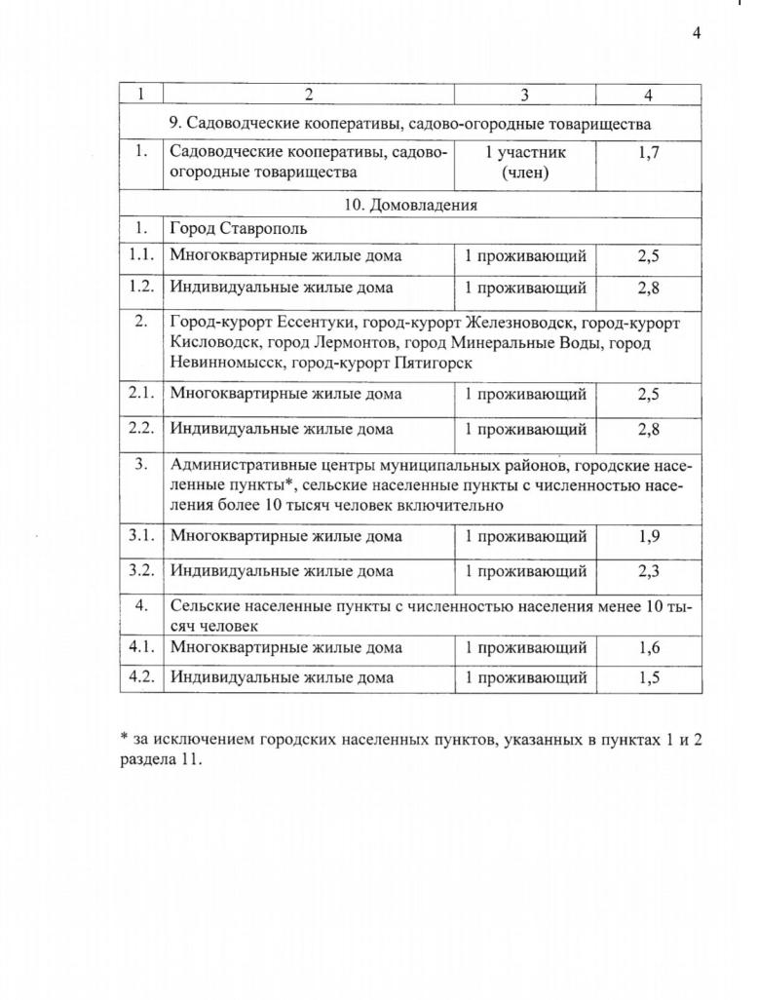 4
1 2 3 4
9. Садоводческие кооперативы, садово-огородные товарищества
1. Садоводческие кооперативы, садово- 1 участник 1,7
огородные товарищества (член)
10. Домовладения
1. Город Ставрополь
1.1. Многоквартирные жилые дома 1 проживающий 2,5
1.2. Индивидуальные жилые дома 1 проживающий 2,8
2. Город-курорт Ессентуки, город-курорт Железноводск, город-курорт
Кисловодск, город Лермонтов, город Минеральные Воды, город
Невинномысск, город-курорт Пятигорск
2.1. Многоквартирные жилые дома 1 проживающий 2,5
2.2. Индивидуальные жилые дома 1 проживающий 2,8
3. Административные центры муниципальных районов, городские насе-
ленные пункты*, сельские населенные пункты с численностью насе-
ления более 10 тысяч человек включительно
3.1. Многоквартирные жилые дома 1 проживающий 1,9
3.2. Индивидуальные жилые дома 1 проживающий 2,3
4. Сельские населенные пункты с численностью населения менее 10 ты-
сяч человек
4.1. Многоквартирные жилые дома 1 проживающий 1,6
4.2. Индивидуальные жилые дома 1 проживающий 1,5
* за исключением городских населенных пунктов, указанных в пунктах 1 и 2
раздела 11.